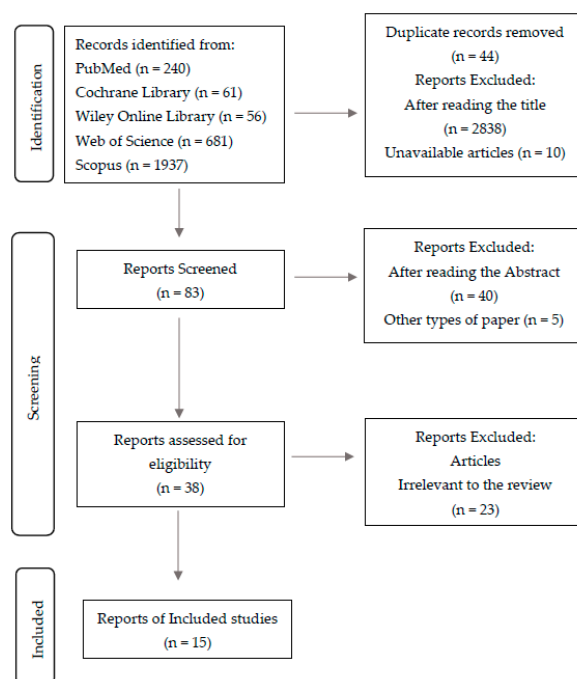 Identification
Records identified from:
PubMed (n = 240)
Cochrane Library (n = 61)
Wiley Online Library (n = 56)
Web of Science (n = 681)
Scopus (n = 1937)
Duplicate records removed
(n = 44)
Reports Excluded:
After reading the title
(n = 2838)
Unavailable articles (n = 10)
Screening
Reports Screened
(n = 83)
Reports Excluded:
After reading the Abstract
(n = 40)
Other types of paper (n = 5)
Reports assessed for
eligibility
(n = 38)
Reports Excluded:
Articles
Irrelevant to the review
(n = 23)
Included
Reports of Included studies
(n = 15)